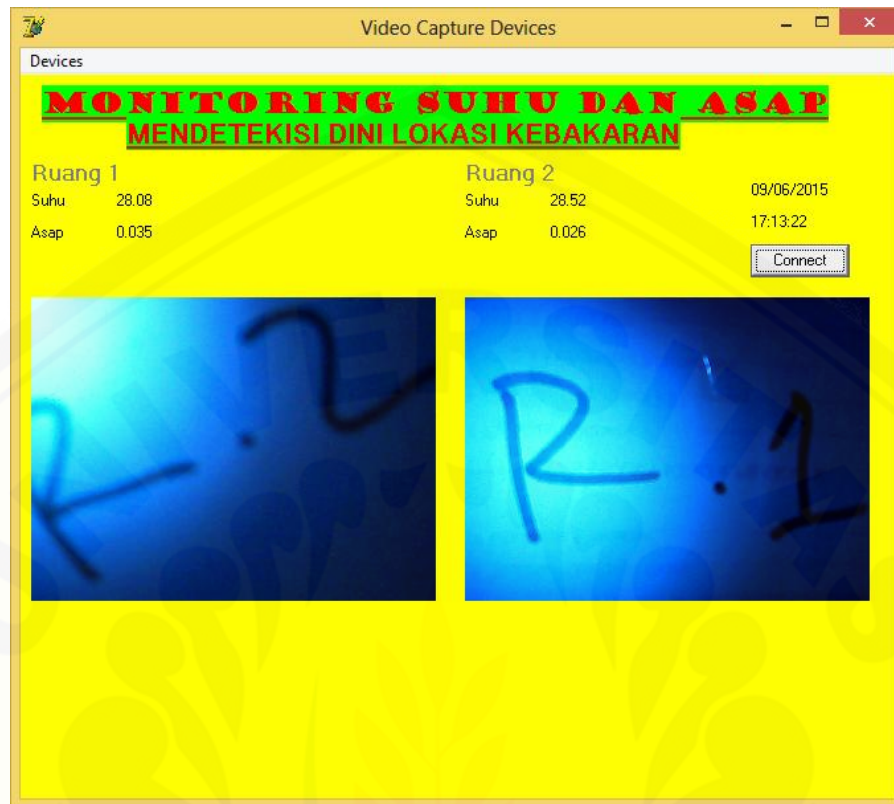 Video Capture Devices
Devices
MONITORING SUHU DAN ASAP
MENDETEKISI DINI LOKASI KEBAKARAN
Ruang 1
Suhu 28.08
Asap 0.035
Ruang 2
Suhu 28.52
Asap 0.026
09/06/2015
17:13:22
Connect
R.2
R.1
UNIVERSITAS